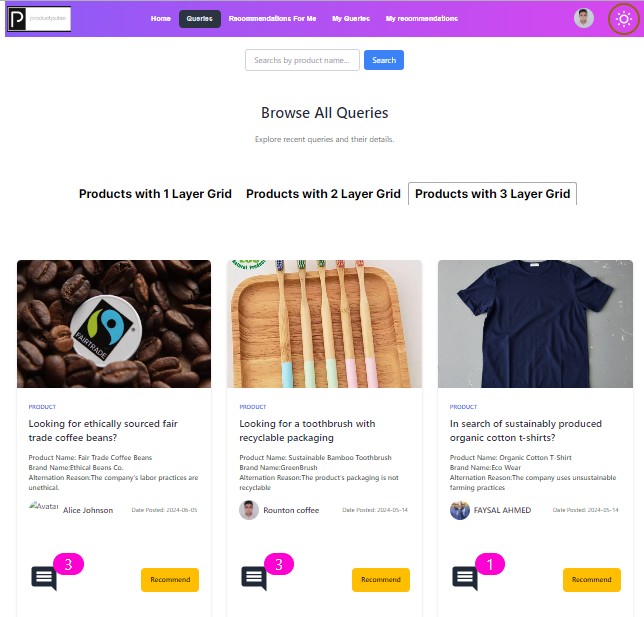 productpulse
Home Queries Recommendations For Me My Queries My recommendations
Searchs by product name... Search
Browse All Queries
Explore recent queries and their details.
Products with 1 Layer Grid Products with 2 Layer Grid Products with 3 Layer Grid
FAIRTRADE
Natural Product
PRODUCT
Looking for ethically sourced fair
trade coffee beans?
Product Name: Fair Trade Coffee Beans
Brand Name:Ethical Beans Co.
Alternation Reason:The company's labor practices are
unethical.
Avatar Alice Johnson Date Posted: 2024-06-05
3 Recommend
PRODUCT
Looking for a toothbrush with
recyclable packaging
Product Name: Sustainable Bamboo Toothbrush
Brand Name:GreenBrush
Alternation Reason:The product's packaging is not
recyclable
Rounton coffee Date Posted: 2024-05-14
3 Recommend
PRODUCT
In search of sustainably produced
organic cotton t-shirts?
Product Name: Organic Cotton T-Shirt
Brand Name:Eco Wear
Alternation Reason:The company uses unsustainable
farming practices
FAYSAL AHMED Date Posted: 2024-05-14
1 Recommend